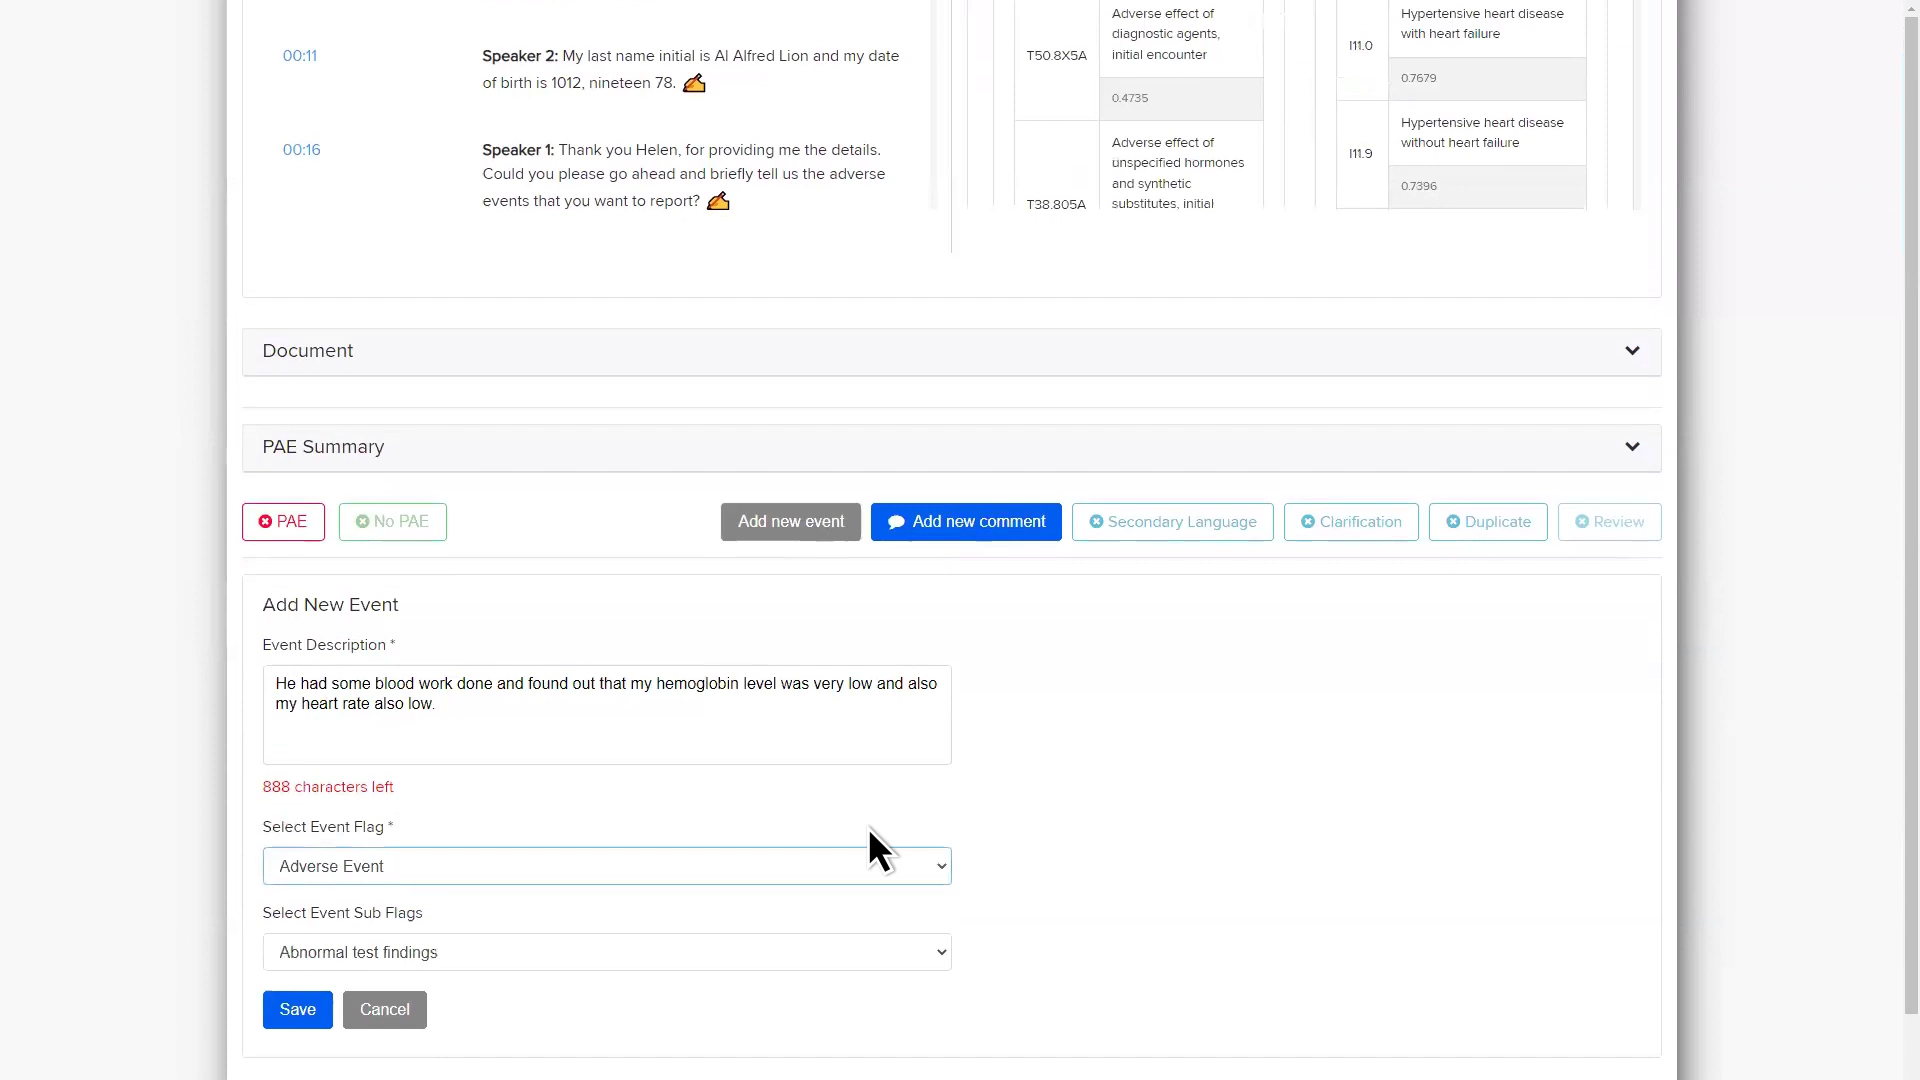 00:11
Speaker 2: My last name initial is Al Alfred Lion and my date
of birth is 1012, nineteen 78.
00:16
Speaker 1: Thank you Helen, for providing me the details.
Could you please go ahead and briefly tell us the adverse
events that you want to report?
T50.8X5A
Adverse effect of
diagnostic agents,
initial encounter
0.4735
T38.805A
Adverse effect of
unspecified hormones
and synthetic
substitutes, initial
I11.0
Hypertensive heart disease
with heart failure
0.7679
I11.9
Hypertensive heart disease
without heart failure
0.7396
Document
PAE Summary
PAE
No PAE
Add new event
Add new comment
Secondary Language
Clarification
Duplicate
Review
Add New Event
Event Description *
He had some blood work done and found out that my hemoglobin level was very low and also
my heart rate also low.
888 characters left
Select Event Flag *
Adverse Event
Select Event Sub Flags
Abnormal test findings
Save
Cancel